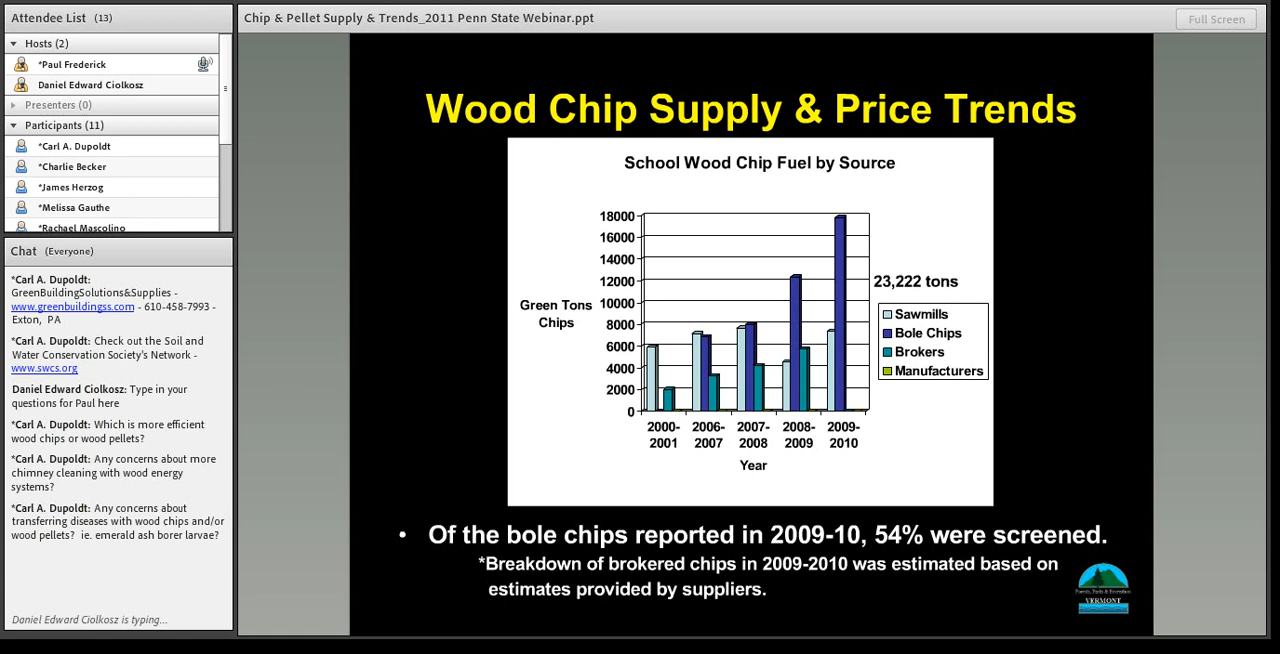 Attendee List (13)
Hosts (2)
*Paul Frederick
Daniel Edward Ciolkosz
Presenters (0)
Participants (11)
*Carl A. Dupoldt
*Charlie Becker
*James Herzog
*Melissa Gauthe
*Rachael Mascolino
Chat (Everyone)
*Carl A. Dupoldt:
GreenBuildingSolutions&Supplies -
www.greenbuildingss.com - 610-458-7993 -
Exton, PA
*Carl A. Dupoldt: Check out the Soil and
Water Conservation Society's Network -
www.swcs.org
Daniel Edward Ciolkosz: Type in your
questions for Paul here
*Carl A. Dupoldt: Which is more efficient
wood chips or wood pellets?
*Carl A. Dupoldt: Any concerns about more
chimney cleaning with wood energy
systems?
*Carl A. Dupoldt: Any concerns about
transferring diseases with wood chips and/or
wood pellets? ie. emerald ash borer larvae?
Daniel Edward Ciolkosz is typing...
Chip & Pellet Supply & Trends_2011 Penn State Webinar.ppt
Full Screen
Wood Chip Supply & Price Trends
School Wood Chip Fuel by Source
18000
16000
14000
12000
10000
8000
6000
4000
2000
0
Green Tons
Chips
2000-
2001
2006-
2007
2007-
2008
2008-
2009
2009-
2010
Year
23,222 tons
Sawmills
Bole Chips
Brokers
Manufacturers
• Of the bole chips reported in 2009-10, 54% were screened.
*Breakdown of brokered chips in 2009-2010 was estimated based on
estimates provided by suppliers.
Forests, Parks & Recreation
VERMONT